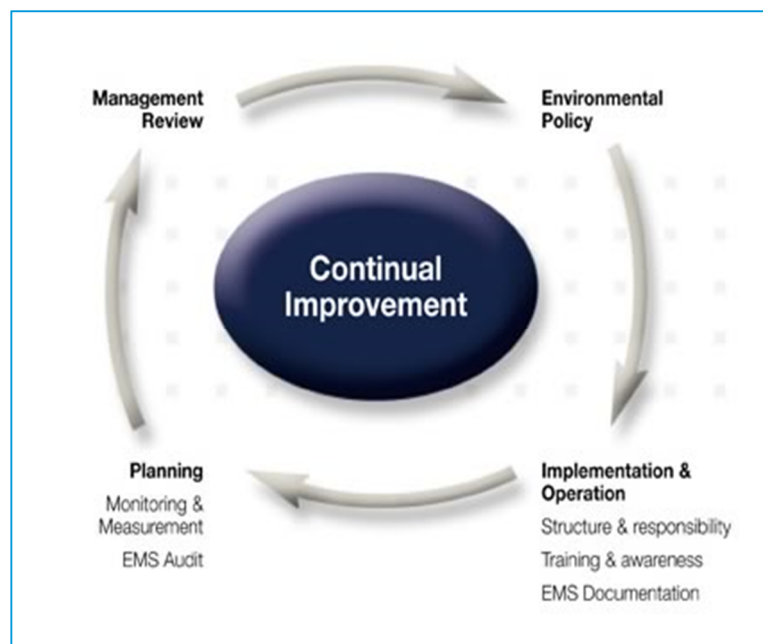 Management
Review
Environmental
Policy
Continual
Improvement
Planning
Monitoring &
Measurement
EMS Audit
Implementation &
Operation
Structure & responsibility
Training & awareness
EMS Documentation